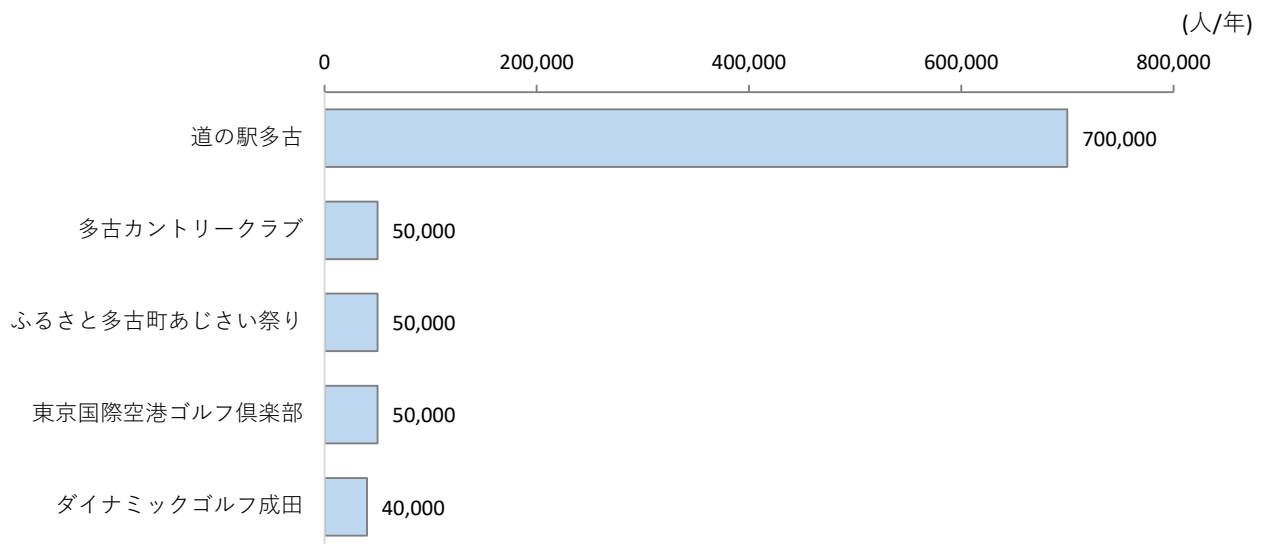 (人/年)
0 200,000 400,000 600,000 800,000
道の駅多古 700,000
多古カントリークラブ 50,000
ふるさと多古町あじさい祭り 50,000
東京国際空港ゴルフ倶楽部 50,000
ダイナミックゴルフ成田 40,000